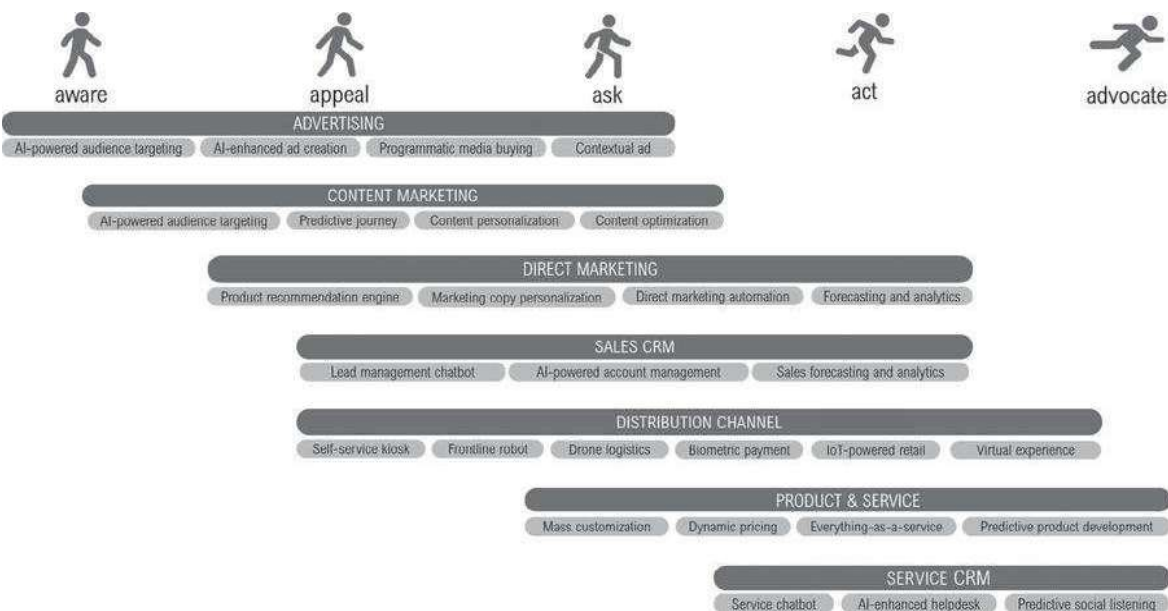 aware appeal ask act advocate
ADVERTISING
AI-powered audience targeting AI-enhanced ad creation Programmatic media buying Contextual ad
CONTENT MARKETING
AI-powered audience targeting Predictive journey Content personalization Content optimization
DIRECT MARKETING
Product recommendation engine Marketing copy personalization Direct marketing automation Forecasting and analytics
SALES CRM
Lead management chatbot AI-powered account management Sales forecasting and analytics
DISTRIBUTION CHANNEL
Self-service kiosk Frontline robot Drone logistics Biometric payment IoT-powered retail Virtual experience
PRODUCT & SERVICE
Mass customization Dynamic pricing Everything-as-a-service Predictive product development
SERVICE CRM
Service chatbot AI-enhanced helpdesk Predictive social listening